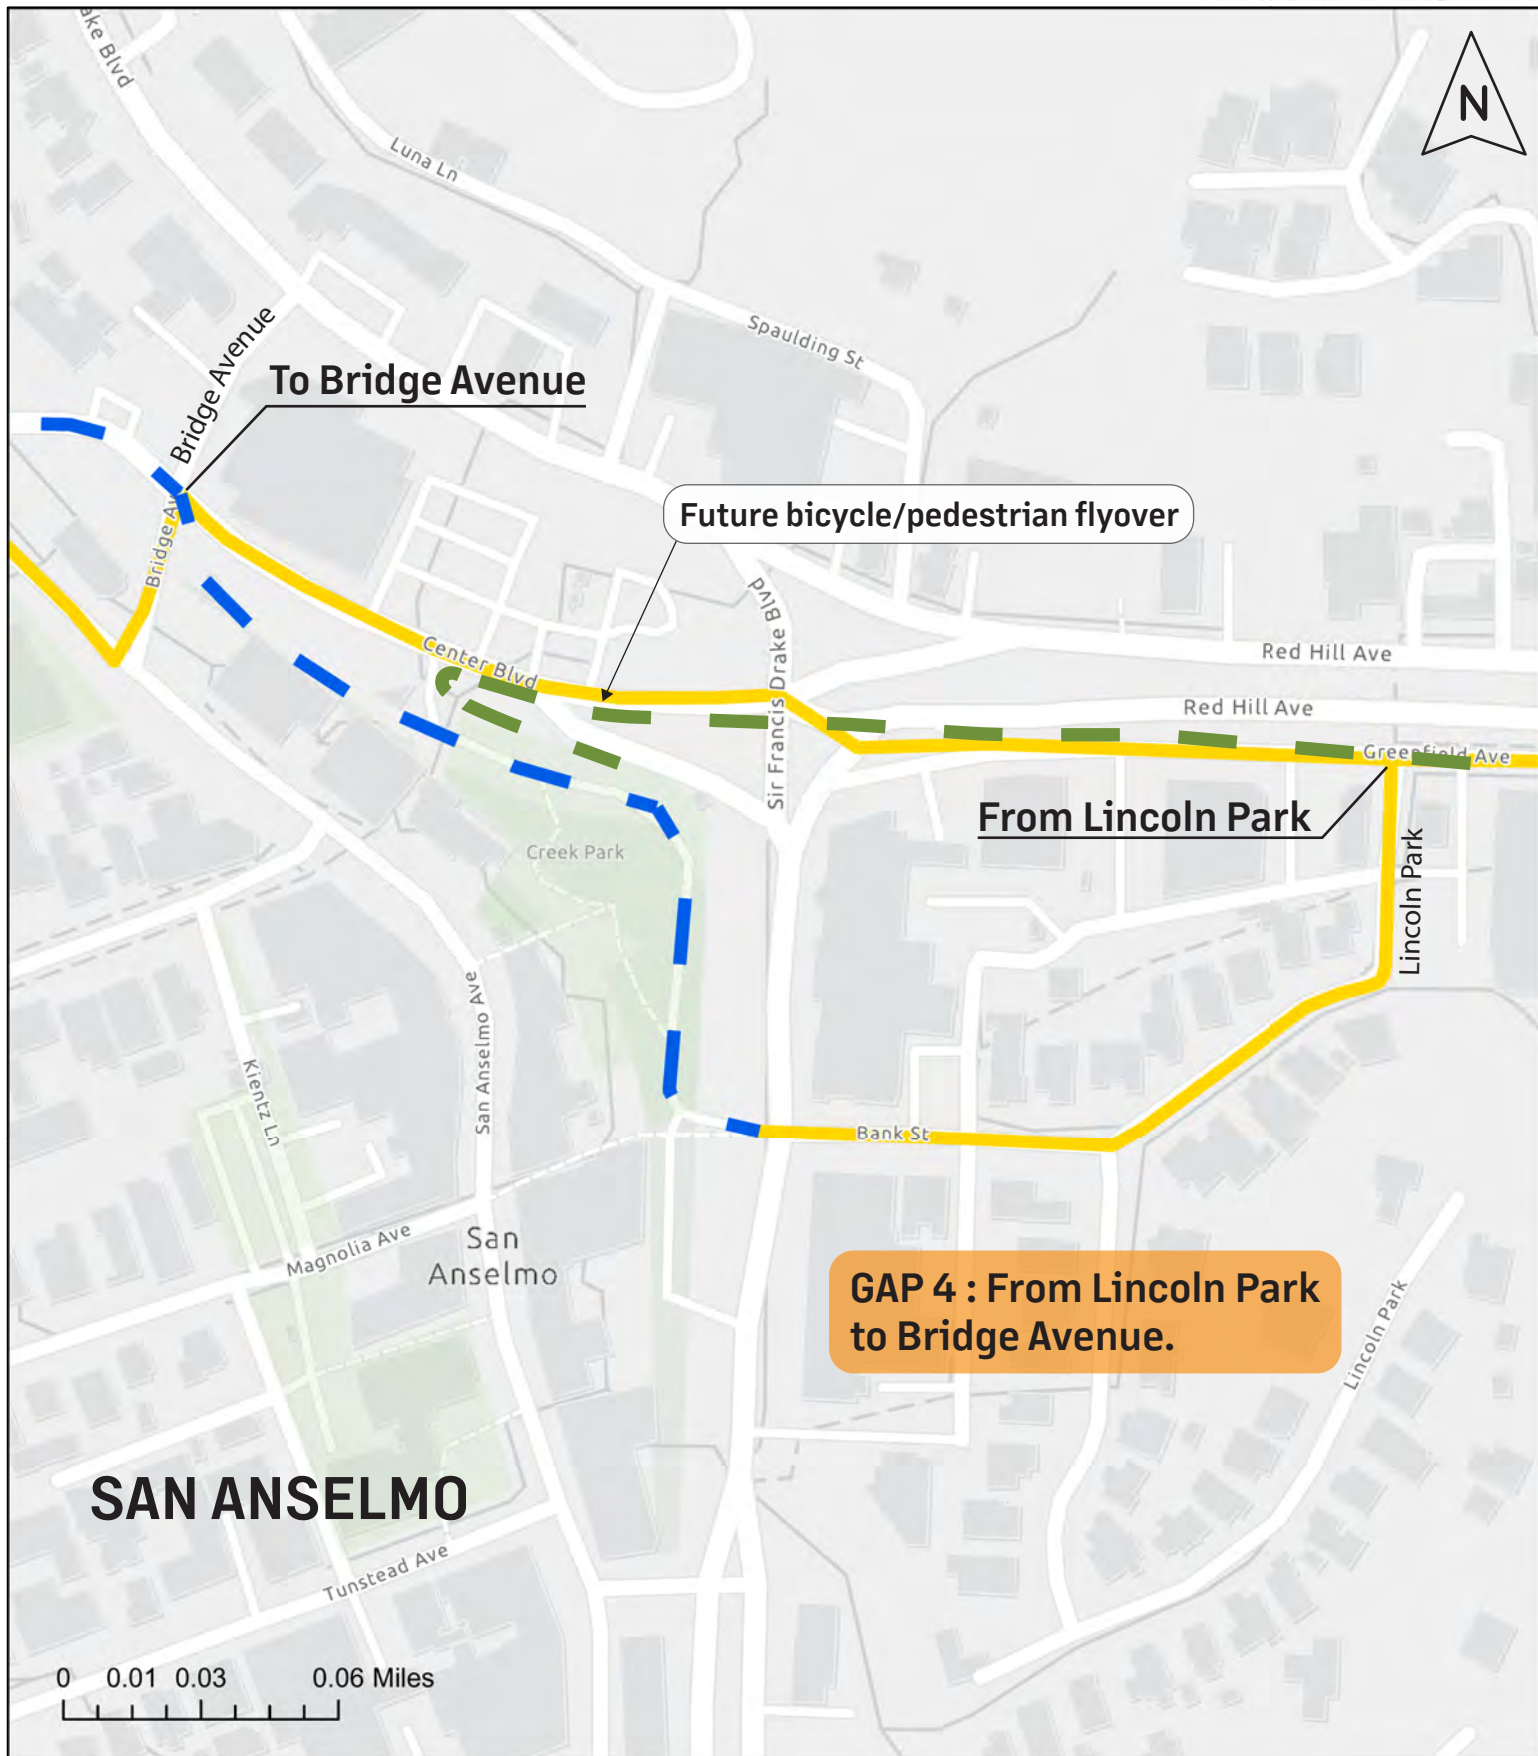 ake Blvd
N
Luna Ln
Spaulding St
Bridge Avenue
To Bridge Avenue
Future bicycle/pedestrian flyover
Bridge Av
Center Blvd
Sir Francis Drake Blvd
Red Hill Ave
Red Hill Ave
Greenfield Ave
From Lincoln Park
Lincoln Park
Creek Park
San Anselmo Ave
Kientz Ln
Bank St
Magnolia Ave
San
Anselmo
GAP 4 : From Lincoln Park
to Bridge Avenue.
Lincoln Park
SAN ANSELMO
Tunstead Ave
0 0.01 0.03 0.06 Miles